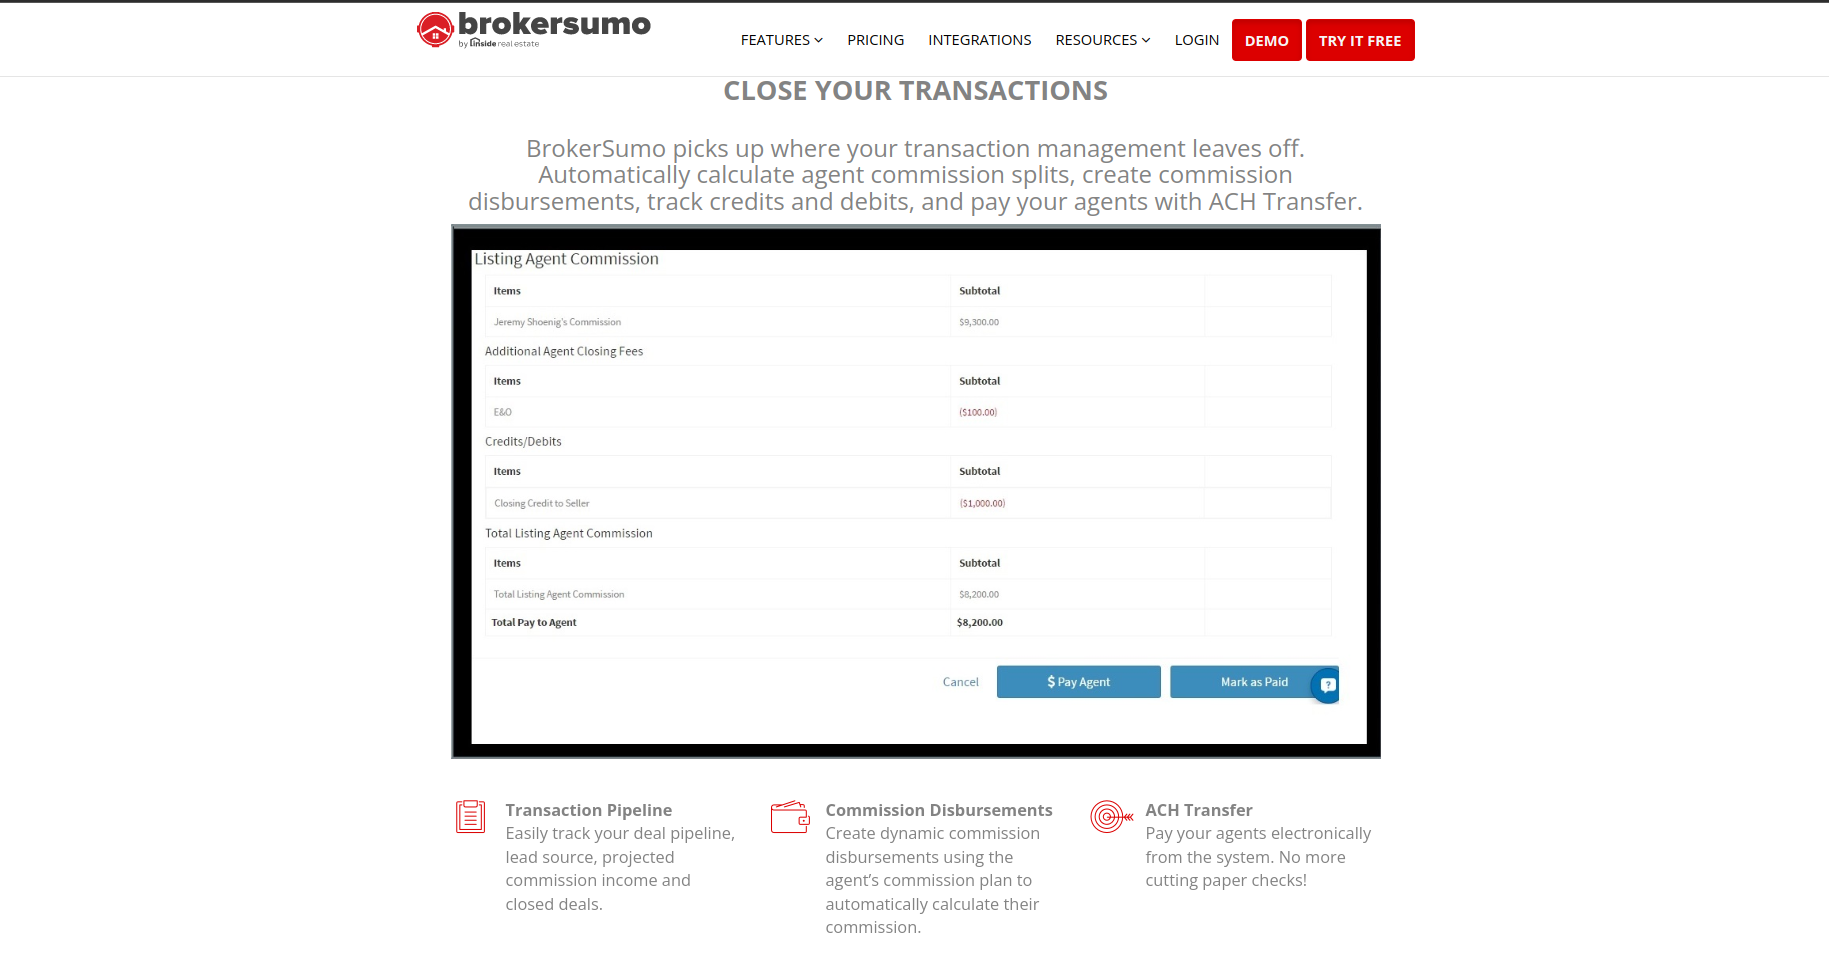 brokersumo
by inside real estate
FEATURES
PRICING
INTEGRATIONS
RESOURCES
LOGIN
DEMO
TRY IT FREE
CLOSE YOUR TRANSACTIONS
BrokerSumo picks up where your transaction management leaves off.
Automatically calculate agent commission splits, create commission
disbursements, track credits and debits, and pay your agents with ACH Transfer.
Listing Agent Commission
Items Subtotal
Jeremy Shoenig's Commission $9,300.00
Additional Agent Closing Fees
Items Subtotal
E&O ($100.00)
Credits/Debits
Items Subtotal
Closing Credit to Seller ($1,000.00)
Total Listing Agent Commission
Items Subtotal
Total Listing Agent Commission $8,200.00
Total Pay to Agent $8,200.00
Cancel
$ Pay Agent
Mark as Paid
?
Transaction Pipeline
Easily track your deal pipeline,
lead source, projected
commission income and
closed deals.
Commission Disbursements
Create dynamic commission
disbursements using the
agent’s commission plan to
automatically calculate their
commission.
ACH Transfer
Pay your agents electronically
from the system. No more
cutting paper checks!